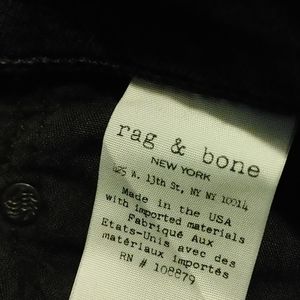 rag & bone
NEW YORK
425 W. 13th St, NY NY 10014
Made in the USA
with imported materials
Fabriqué Aux
Etats-Unis avec des
matériaux importés
RN # 108879